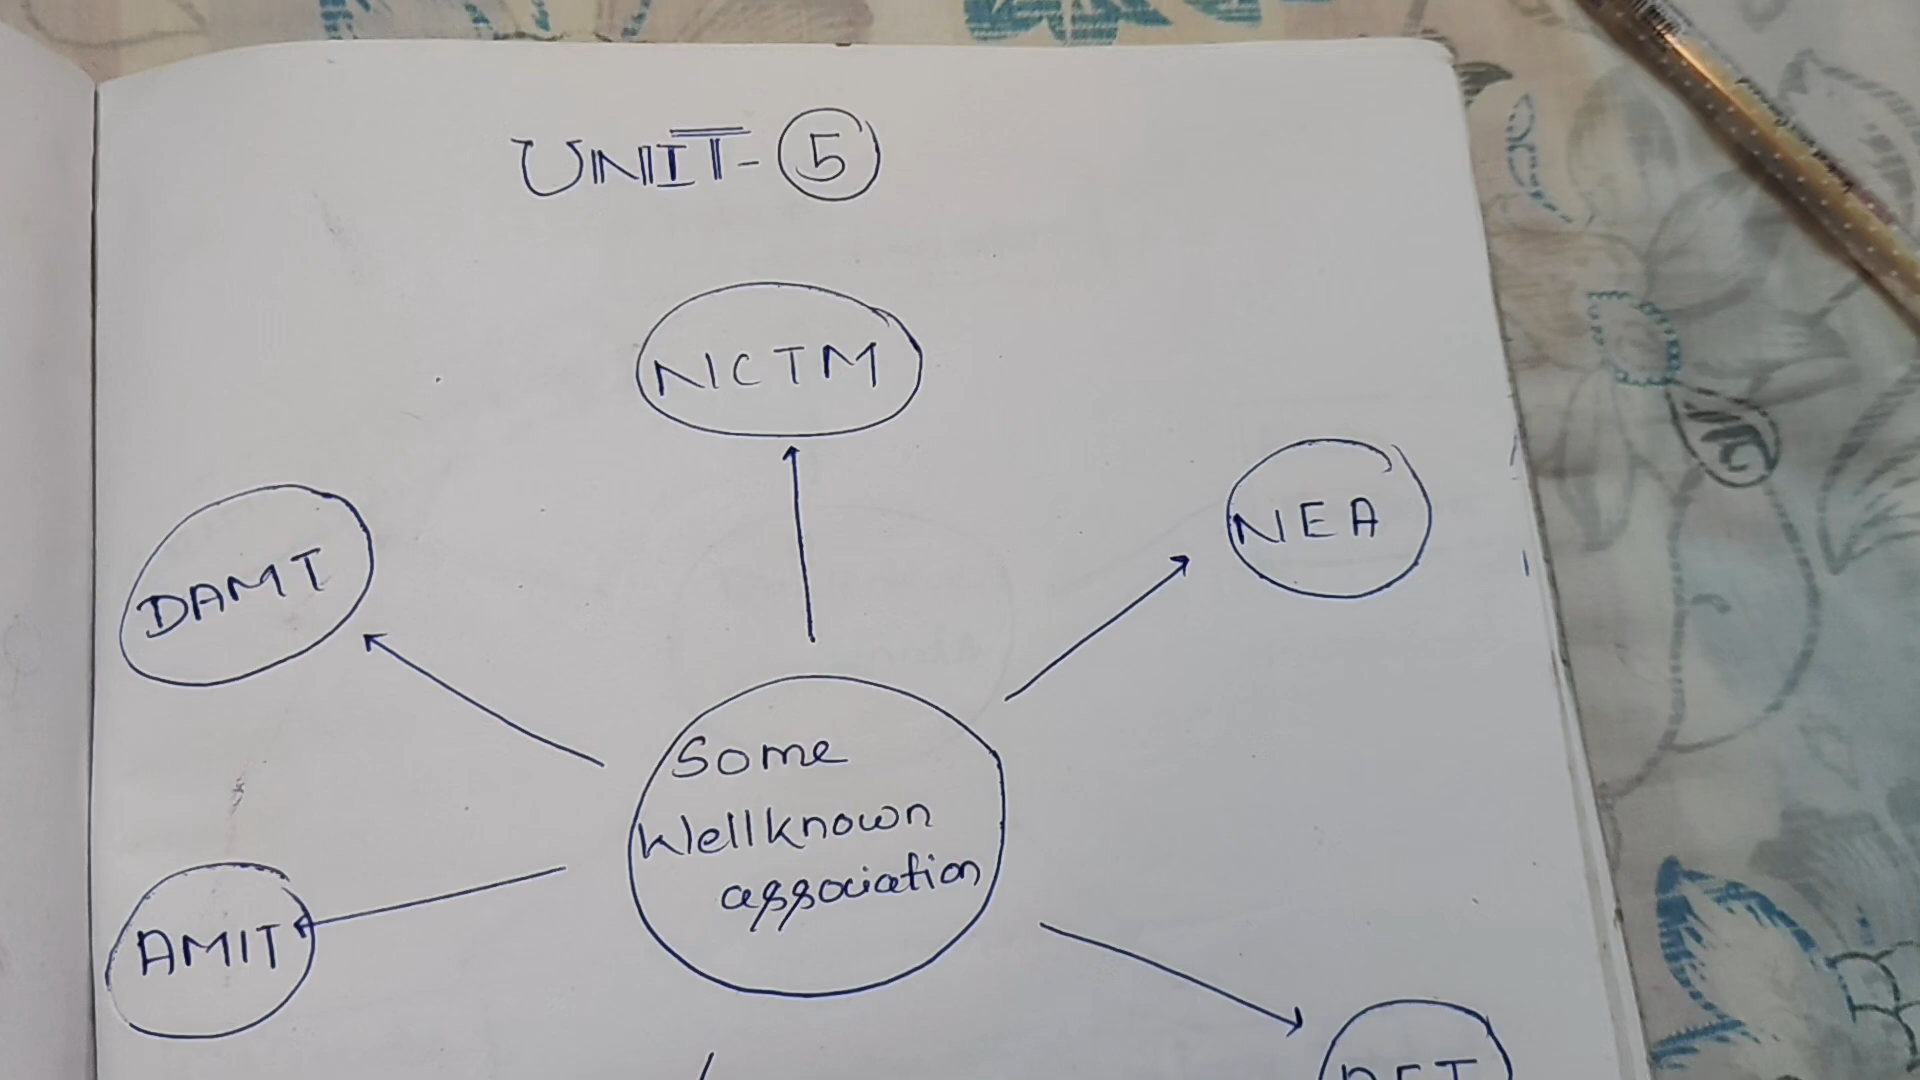 UNIT-5
NCTM
NEA
DAMT
Some
Wellknown
association
AMIT